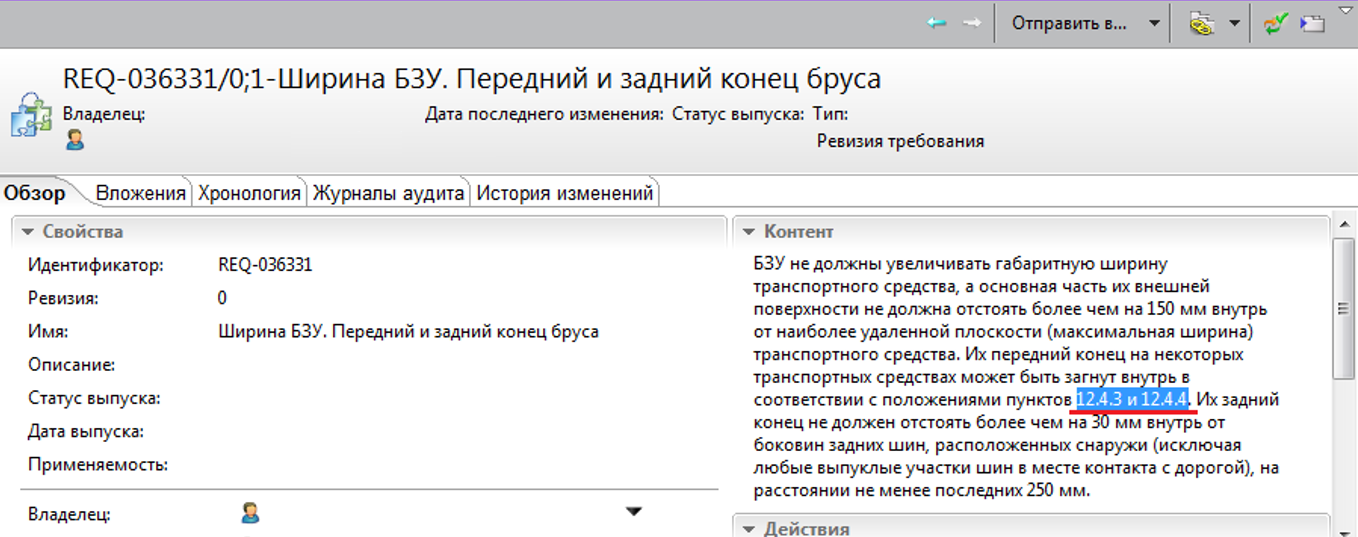 Отправить в...
REQ-036331/0;1-Ширина БЗУ. Передний и задний конец бруса
Владелец: Дата последнего изменения: Статус выпуска: Тип:
Ревизия требования
Обзор Вложения Хронология Журналы аудита История изменений
Свойства
Идентификатор: REQ-036331
Ревизия: 0
Имя: Ширина БЗУ. Передний и задний конец бруса
Описание:
Статус выпуска:
Дата выпуска:
Применяемость:
Владелец:
Контент
БЗУ не должны увеличивать габаритную ширину
транспортного средства, а основная часть их внешней
поверхности не должна отстоять более чем на 150 мм внутрь
от наиболее удаленной плоскости (максимальная ширина)
транспортного средства. Их передний конец на некоторых
транспортных средствах может быть загнут внутрь в
соответствии с положениями пунктов 12.4.3 и 12.4.4. Их задний
конец не должен отстоять более чем на 30 мм внутрь от
боковин задних шин, расположенных снаружи (исключая
любые выпуклые участки шин в месте контакта с дорогой), на
расстоянии не менее последних 250 мм.
Действия